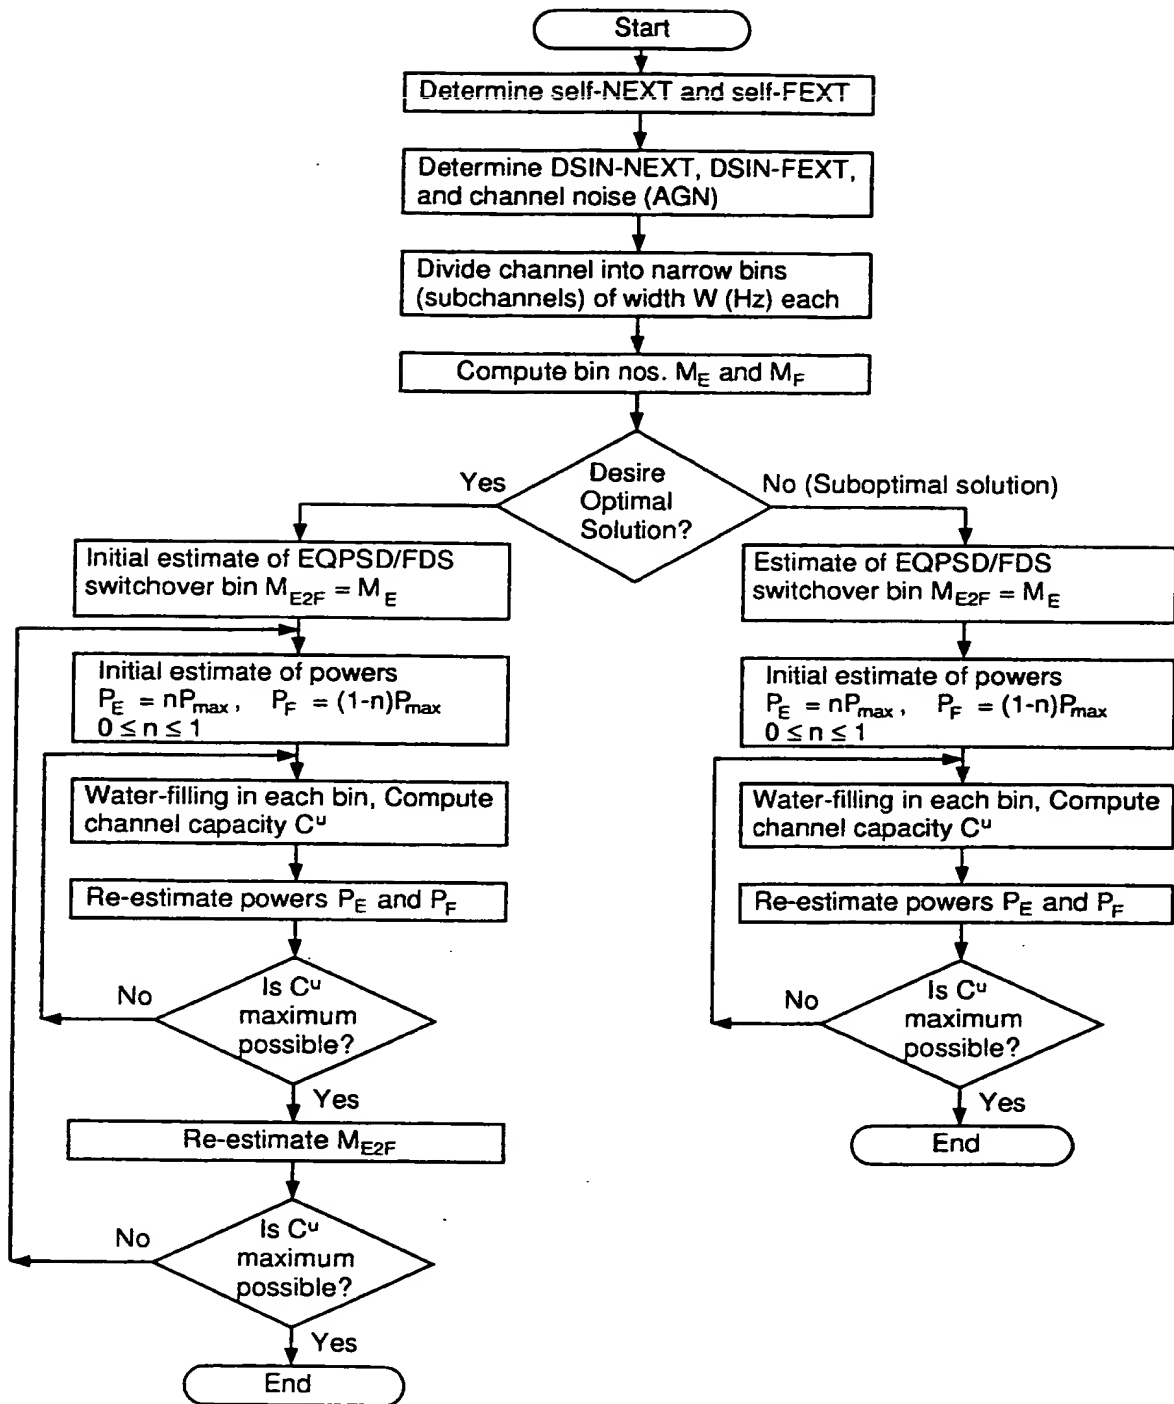 Start
Determine self-NEXT and self-FEXT
Determine DSIN-NEXT, DSIN-FEXT,
and channel noise (AGN)
Divide channel into narrow bins
(subchannels) of width W (Hz) each
Compute bin nos. M_E and M_F
Desire
Optimal
Solution?
Yes
No (Suboptimal solution)
Initial estimate of EQPSD/FDS
switchover bin M_E2F = M_E
Initial estimate of powers
P_E = nP_max, P_F = (1-n)P_max
0 ≤ n ≤ 1
Water-filling in each bin, Compute
channel capacity C^u
Re-estimate powers P_E and P_F
Is C^u
maximum
possible?
No
Yes
Re-estimate M_E2F
Is C^u
maximum
possible?
No
Yes
End
Estimate of EQPSD/FDS
switchover bin M_E2F = M_E
Initial estimate of powers
P_E = nP_max, P_F = (1-n)P_max
0 ≤ n ≤ 1
Water-filling in each bin, Compute
channel capacity C^u
Re-estimate powers P_E and P_F
Is C^u
maximum
possible?
No
Yes
End